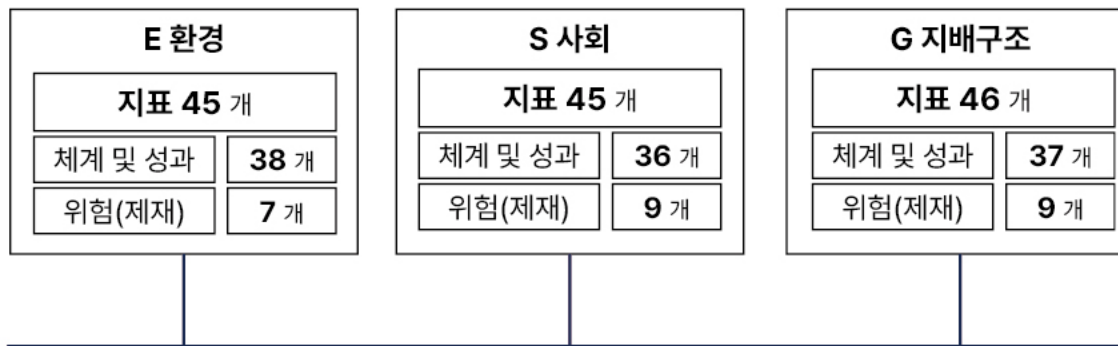 E 환경
지표 45 개
체계 및 성과 38 개
위험(제재) 7 개
S 사회
지표 45 개
체계 및 성과 36 개
위험(제재) 9 개
G 지배구조
지표 46 개
체계 및 성과 37 개
위험(제재) 9 개